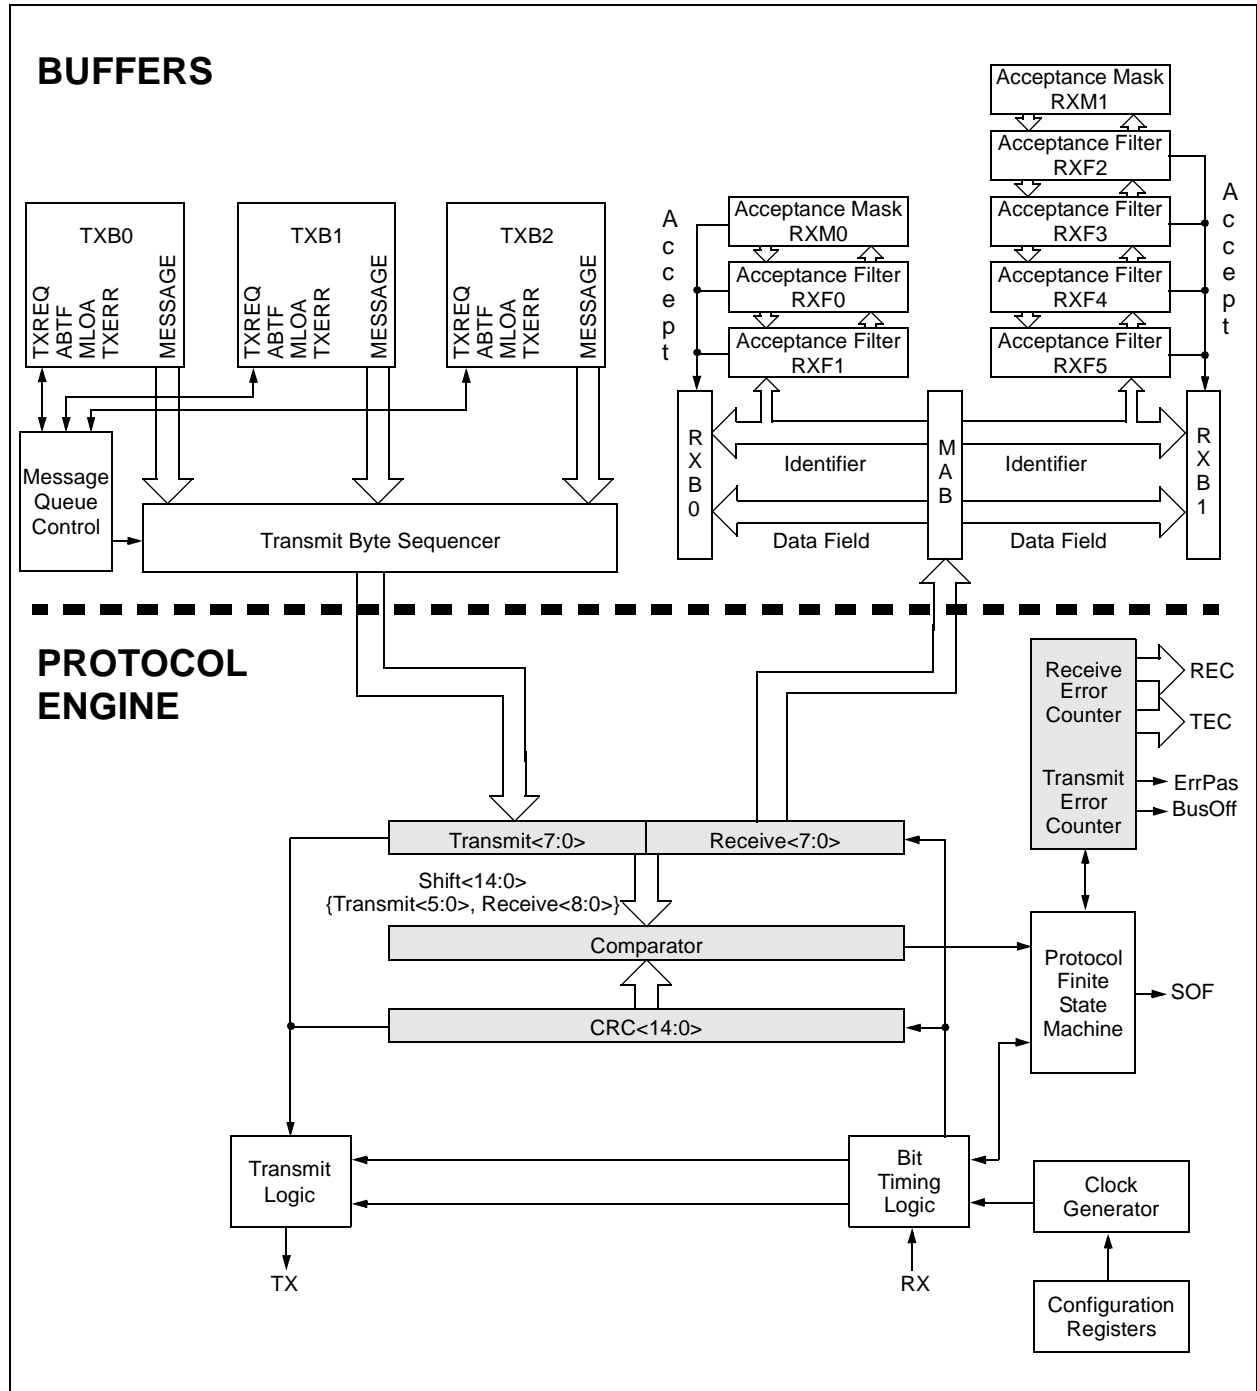 BUFFERS
Acceptance Mask
RXM1
Acceptance Filter
RXF2
Acceptance Filter
RXF3
Acceptance Filter
RXF4
Acceptance Filter
RXF5
Accept
Acceptance Mask
RXM0
Acceptance Filter
RXF0
Acceptance Filter
RXF1
Accept
TXB0
TXREQ
ABTF
MLOA
TXERR
MESSAGE
TXB1
TXREQ
ABTF
MLOA
TXERR
MESSAGE
TXB2
TXREQ
ABTF
MLOA
TXERR
MESSAGE
Message
Queue
Control
Transmit Byte Sequencer
RXB0
Identifier
Data Field
MAB
Identifier
Data Field
RXB1
PROTOCOL
ENGINE
Receive
Error
Counter
REC
TEC
Transmit
Error
Counter
ErrPas
BusOff
Transmit<7:0>
Receive<7:0>
Shift<14:0>
{Transmit<5:0>, Receive<8:0>}
Comparator
CRC<14:0>
Protocol
Finite
State
Machine
SOF
Transmit
Logic
TX
Bit
Timing
Logic
RX
Clock
Generator
Configuration
Registers